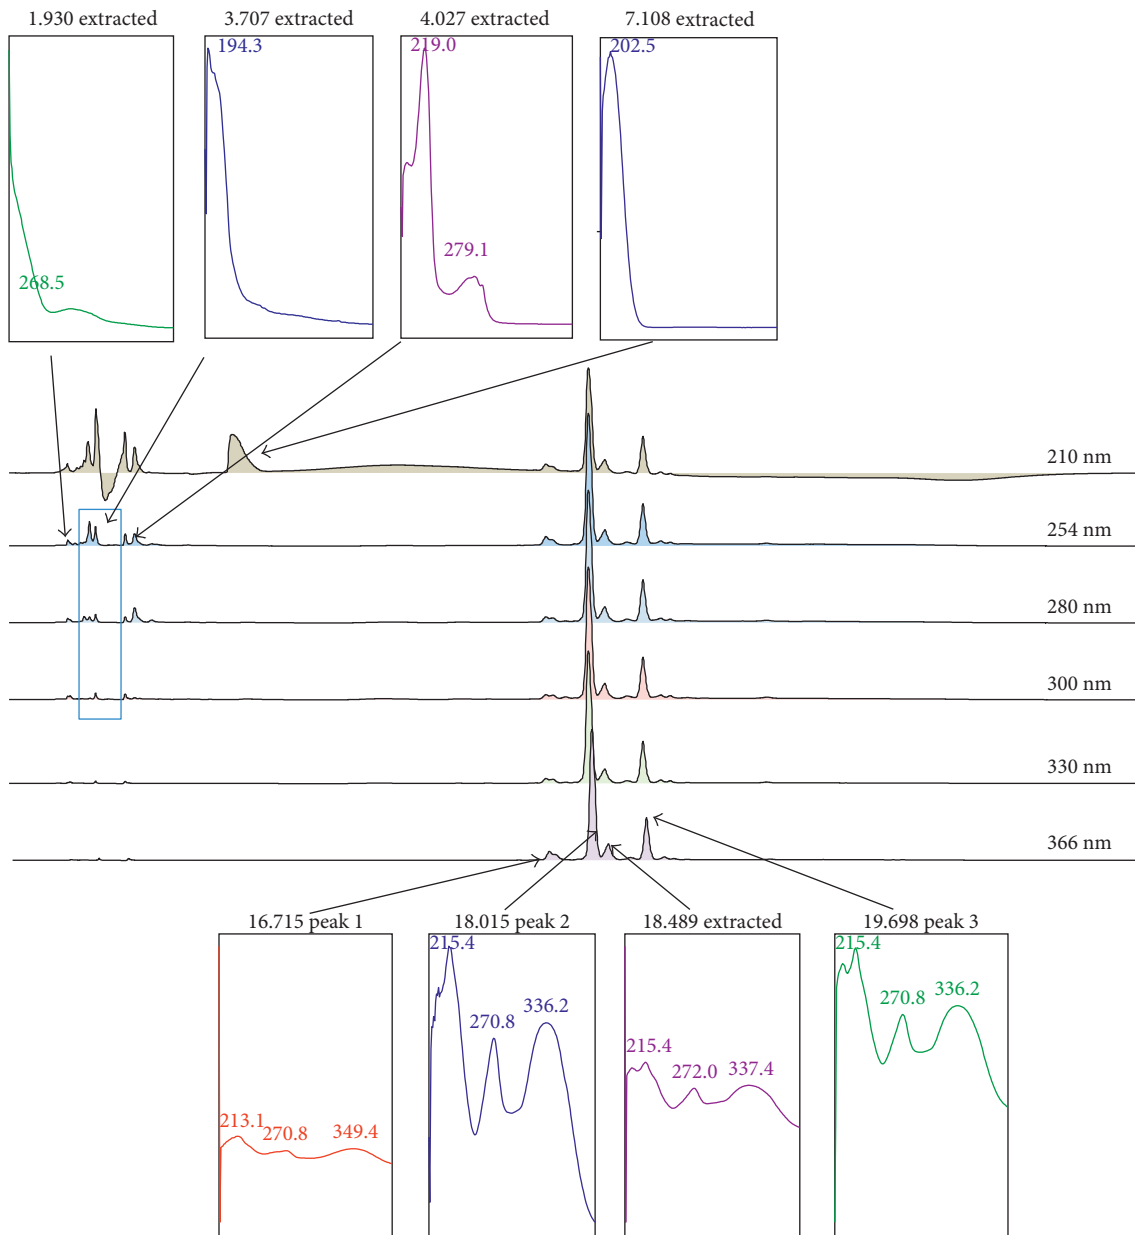 1.930 extracted
3.707 extracted
4.027 extracted
7.108 extracted
194.3
219.0
202.5
268.5
279.1
210 nm
254 nm
280 nm
300 nm
330 nm
366 nm
16.715 peak 1
18.015 peak 2
18.489 extracted
19.698 peak 3
213.1
270.8
349.4
215.4
270.8
336.2
215.4
272.0
337.4
215.4
270.8
336.2